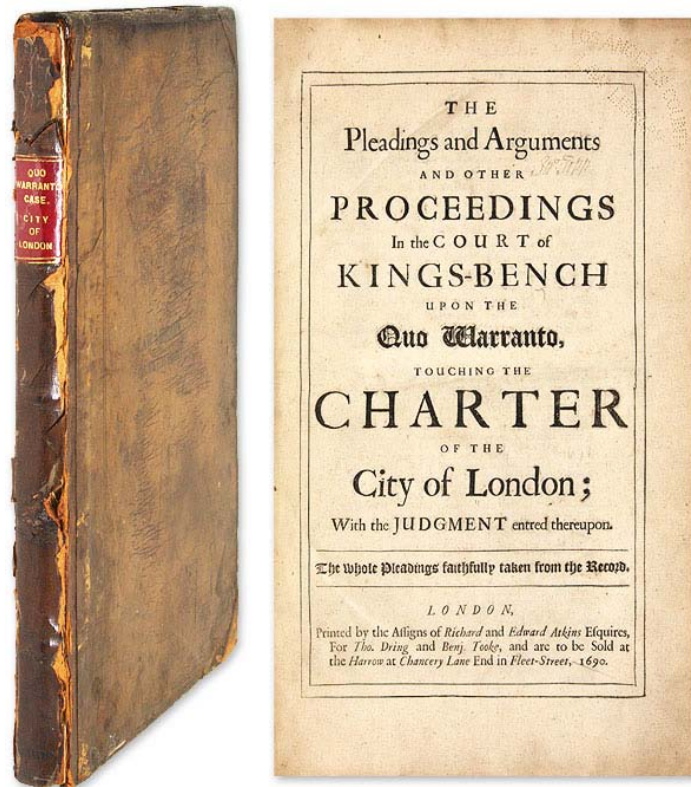 QUO
WARRANTO
CASE.
CITY
OF
LONDON
THE
Pleadings and Arguments
AND OTHER
PROCEEDINGS
In the COURT of
KINGS-BENCH
UPON THE
Quo Warranto,
TOUCHING THE
CHARTER
OF THE
City of London;
With the JUDGMENT entred thereupon.
The whole Pleadings faithfully taken from the Record.
LONDON,
Printed by the Aſſigns of Richard and Edward Atkins Eſquires,
For Tho. Dring and Benj. Tooke, and are to be Sold at
the Harrow at Chancery Lane End in Fleet-Street, 1690.